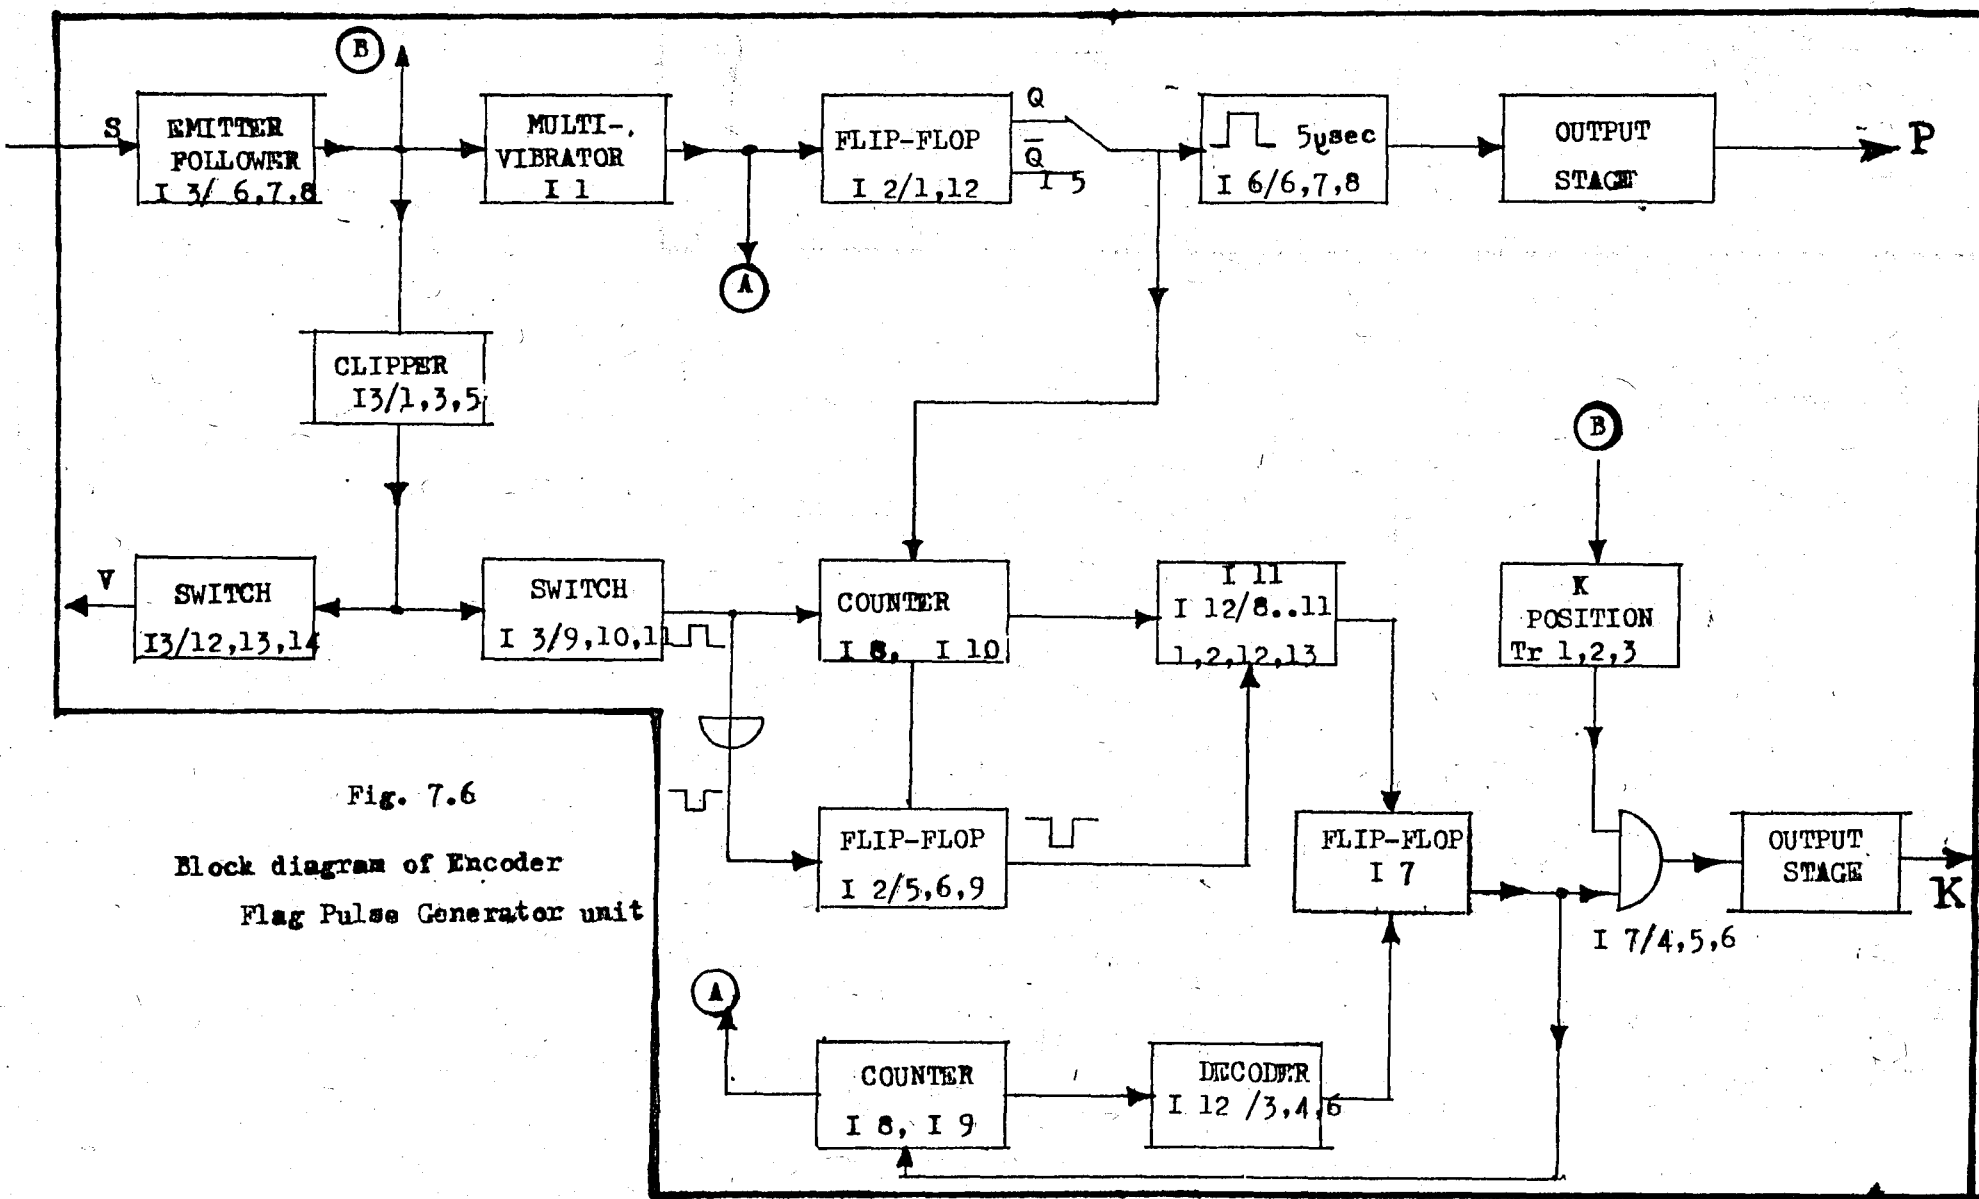 B
S
EMITTER
FOLLOWER
I 3/ 6,7,8
MULTI-
VIBRATOR
I 1
FLIP-FLOP
I 2/1,12
Q
Q̅
I 5
5µsec
I 6/6,7,8
OUTPUT
STAGE
P
A
CLIPPER
I3/1,3,5
B
V
SWITCH
I3/12,13,14
SWITCH
I 3/9,10,11
COUNTER
I 8, I 10
I 11
I 12/8..11
1,2,12,13
K
POSITION
Tr 1,2,3
FLIP-FLOP
I 2/5,6,9
FLIP-FLOP
I 7
I 7/4,5,6
OUTPUT
STAGE
K
A
COUNTER
I 8, I 9
DECODER
I 12 /3,4,6
Fig. 7.6
Block diagram of Encoder
Flag Pulse Generator unit